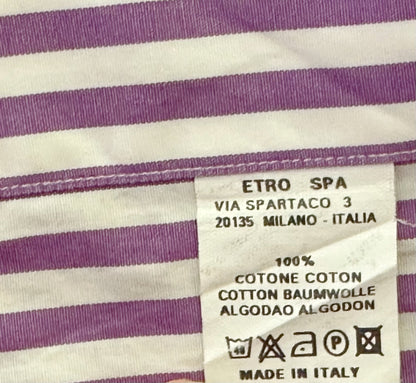 ETRO SPA
VIA SPARTACO 3
20135 MILANO - ITALIA
100%
COTONE COTON
COTTON BAUMWOLLE
ALGODAO ALGODON
P
MADE IN ITALY